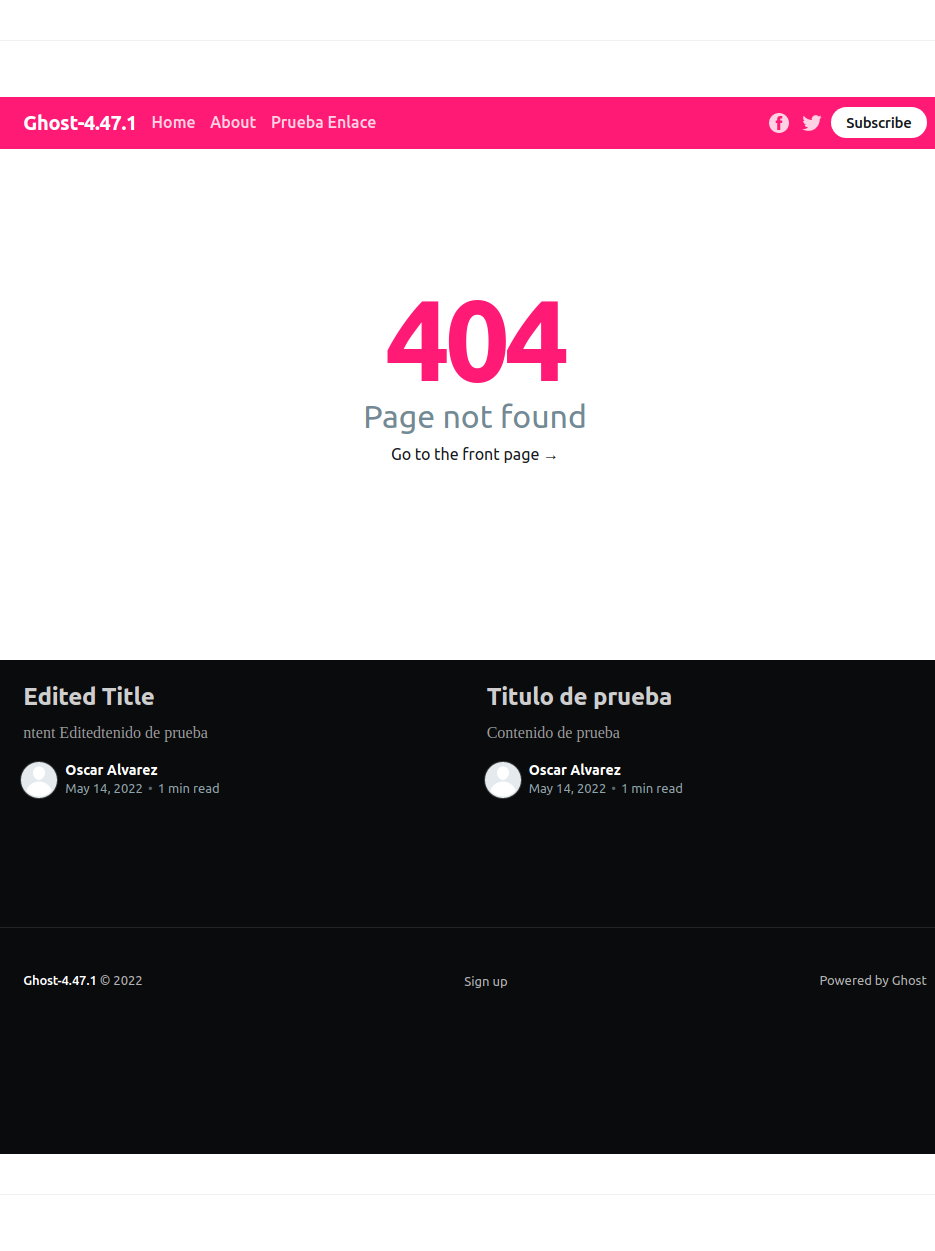 Ghost-4.47.1 Home About Prueba Enlace Subscribe
404
Page not found
Go to the front page →
Edited Title
ntent Editedtenido de prueba
Oscar Alvarez
May 14, 2022 • 1 min read
Titulo de prueba
Contenido de prueba
Oscar Alvarez
May 14, 2022 • 1 min read
Ghost-4.47.1 © 2022 Sign up Powered by Ghost